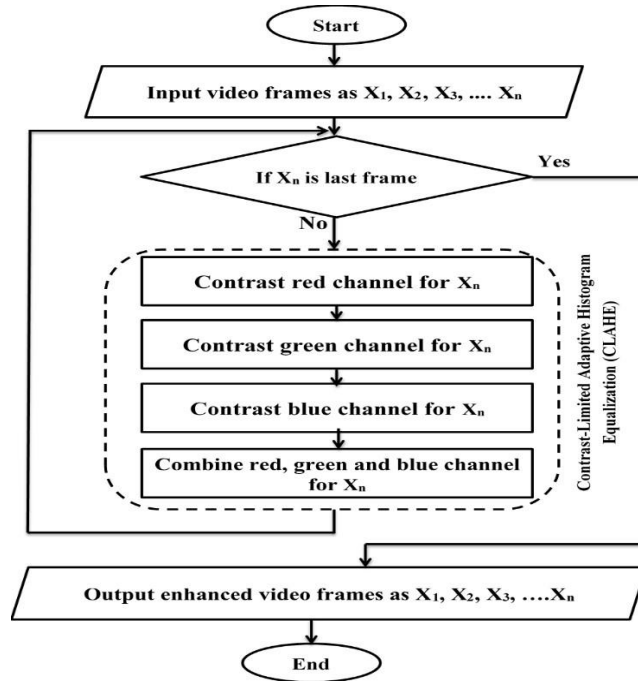 Start
Input video frames as X₁, X₂, X₃, .... Xₙ
If Xₙ is last frame
Yes
No
Contrast red channel for Xₙ
Contrast green channel for Xₙ
Contrast blue channel for Xₙ
Combine red, green and blue channel
for Xₙ
Contrast-Limited Adaptive Histogram
Equalization (CLAHE)
Output enhanced video frames as X₁, X₂, X₃, ....Xₙ
End